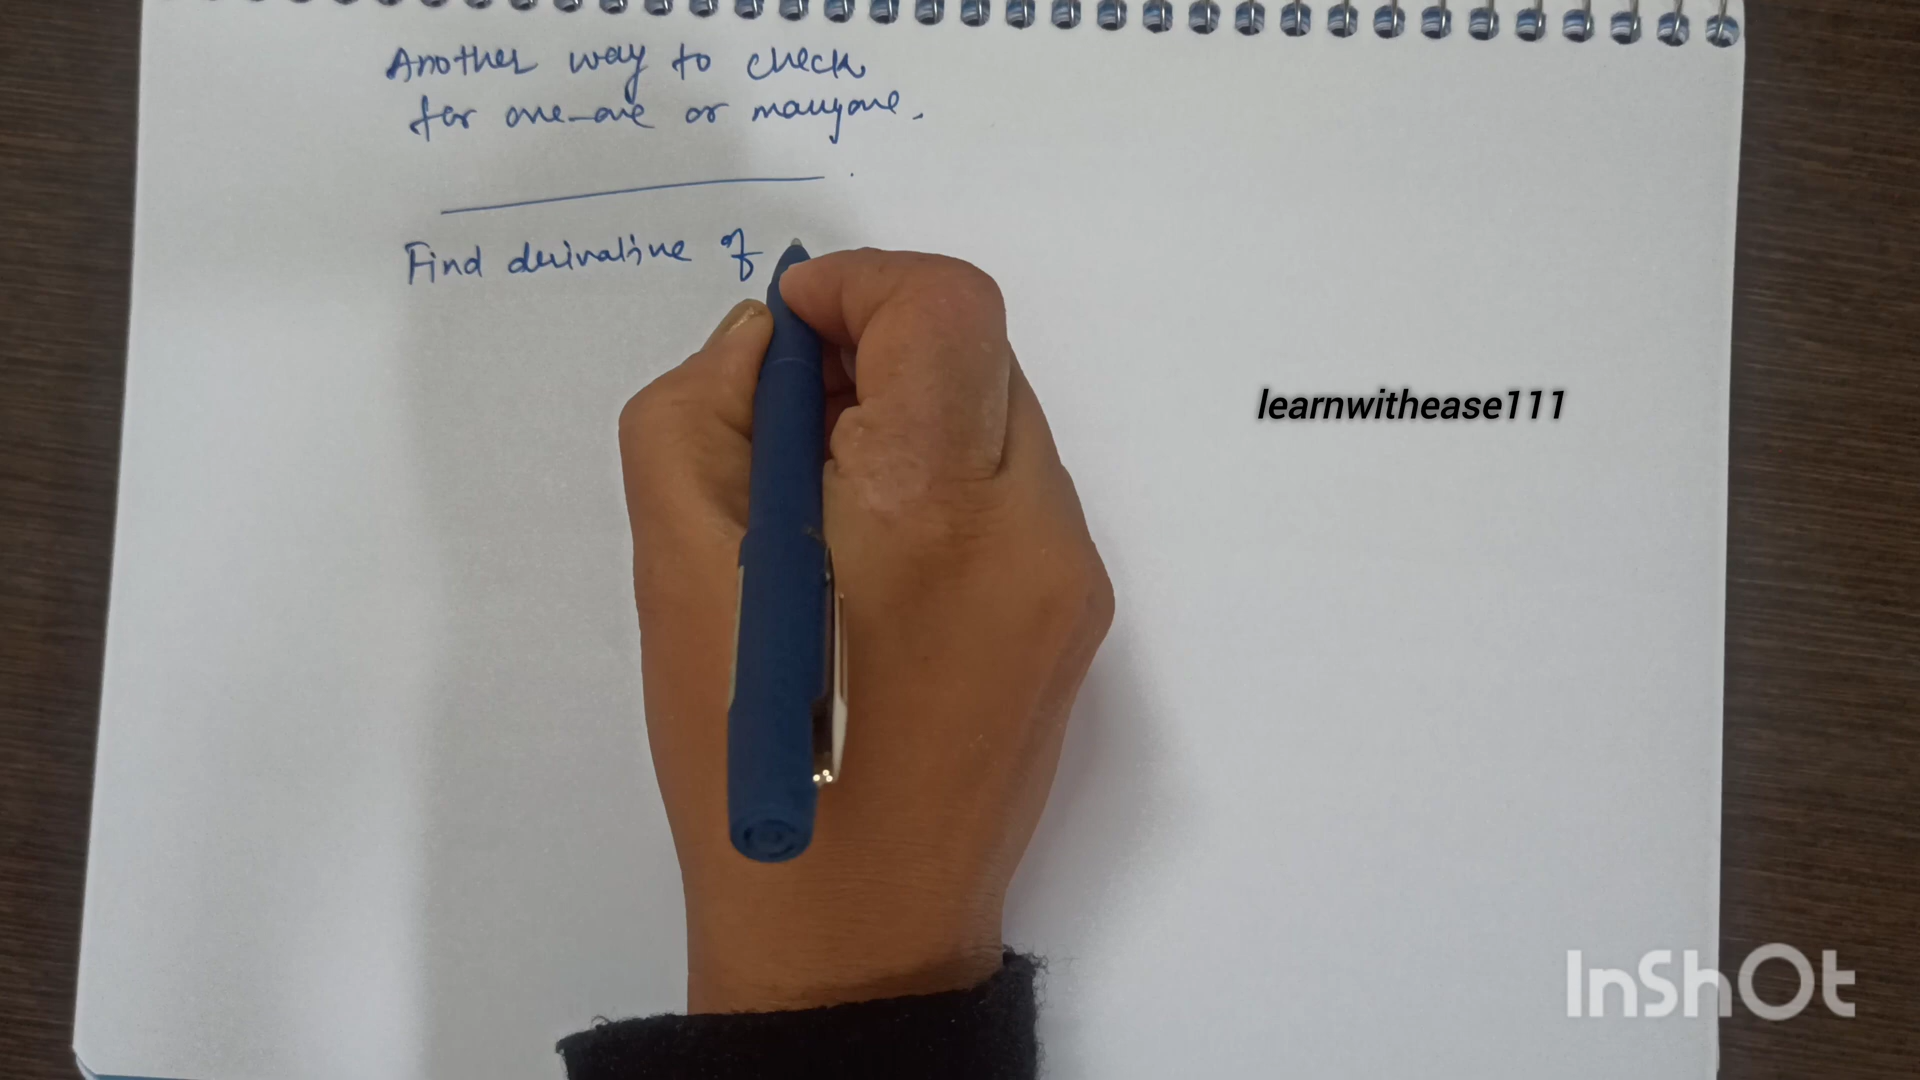 Another way to check
for one-one or manyone.
Find derivative of
learnwithease111
InShOt